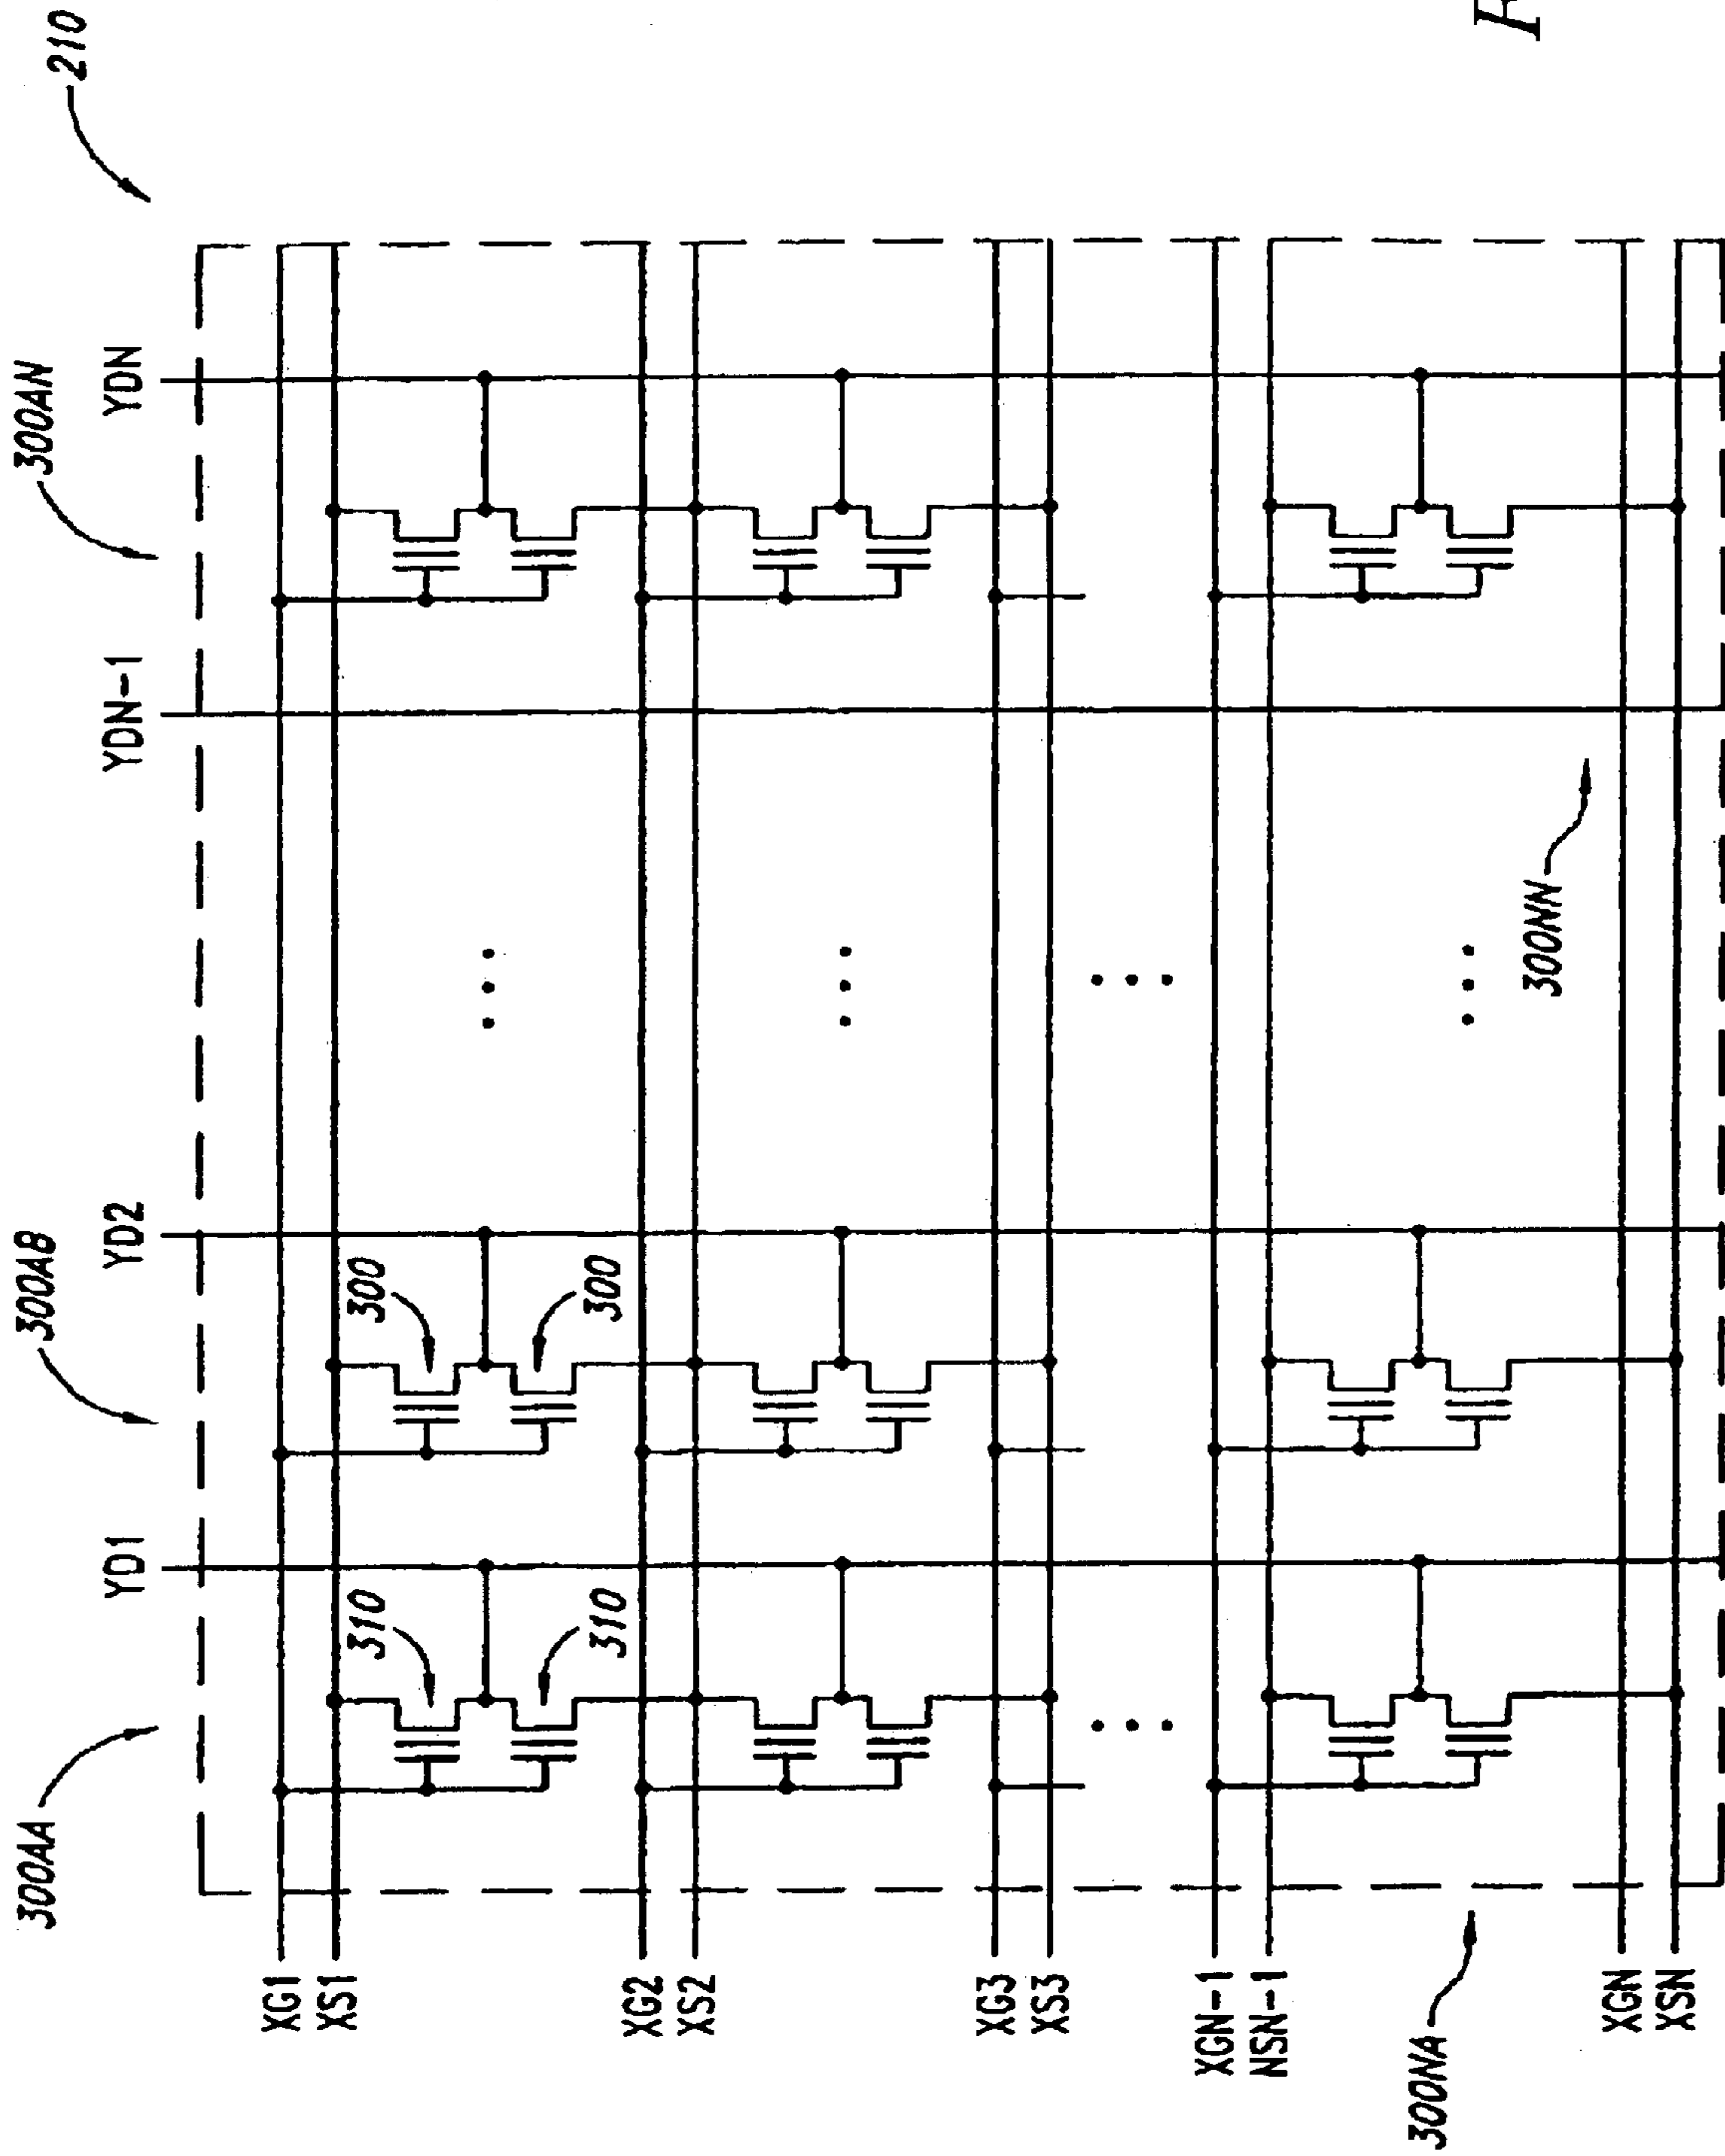 300AA 300AB 300AN 210
YD1 YD2 YDN-1 YDN
XG1
XS1
310 300
310 300
XG2
XS2
XG3
XS3
XGN-1
NSN-1
300NA
300NN
XGN
XSN